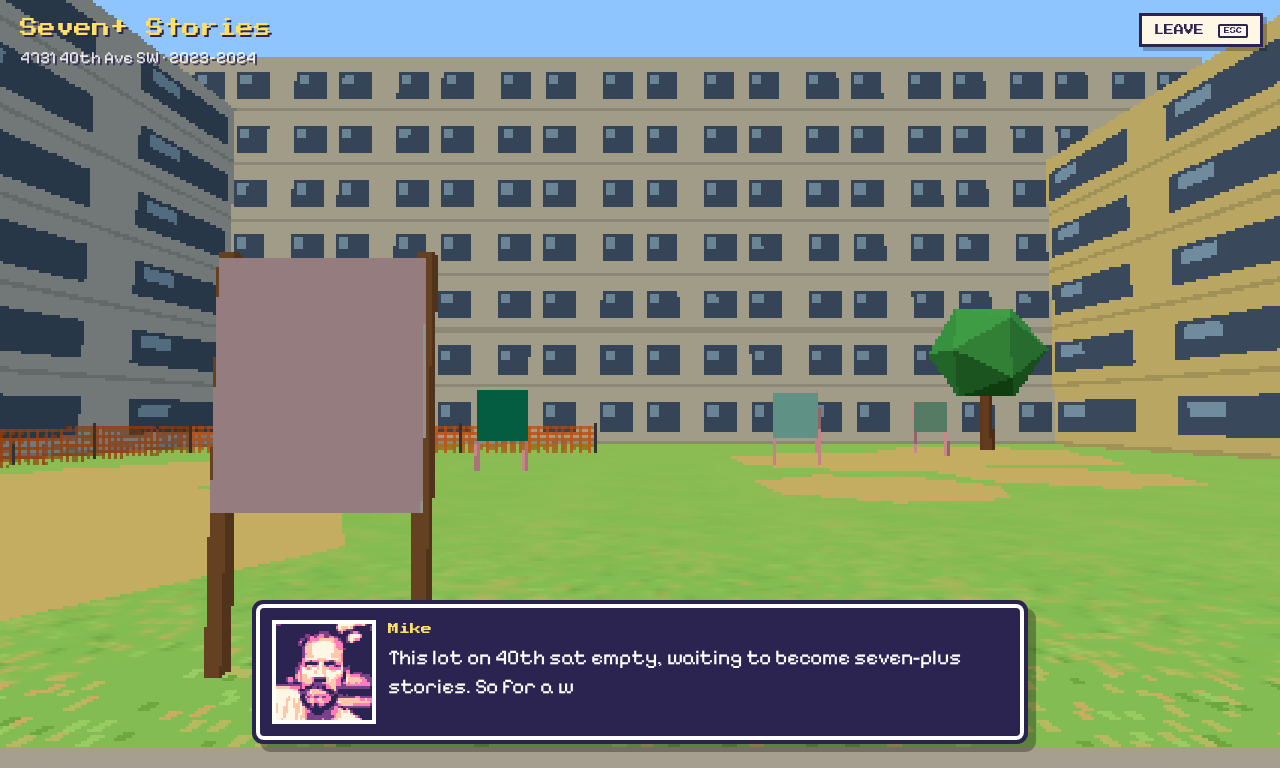 Seven+ Stories
4731 40th Ave SW · 2023-2024
LEAVE ESC
Mike
This lot on 40th sat empty, waiting to become seven-plus
stories. So for a w